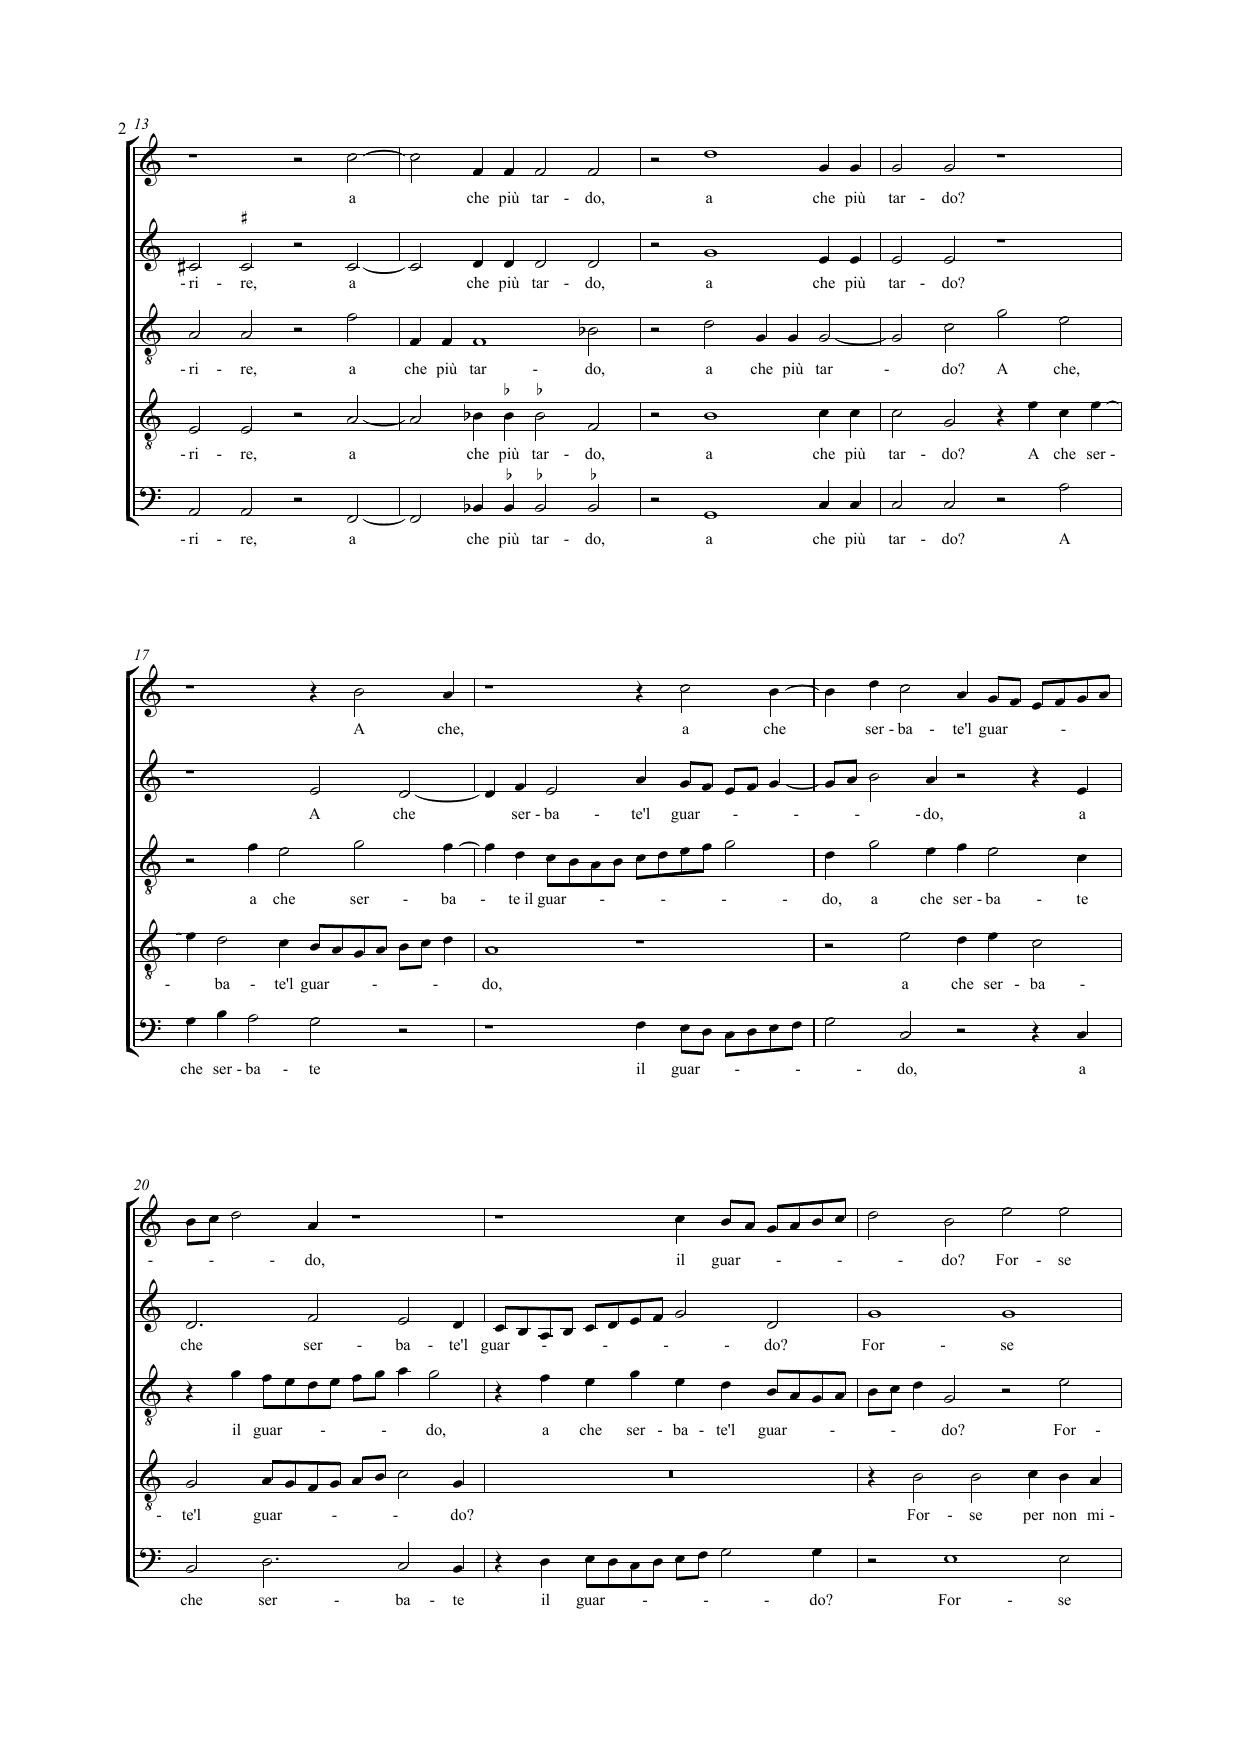 2 13
a che più tar - do, a che più tar - do?
♯
- ri - re, a che più tar - do, a che più tar - do?
- ri - re, a che più tar - do, a che più tar - do? A che,
♭ ♭
- ri - re, a che più tar - do, a che più tar - do? A che ser -
♭ ♭ ♭
- ri - re, a che più tar - do, a che più tar - do? A
17
A che, a che ser - ba - te'l guar -
A che ser - ba - te'l guar - - - - do, a
a che ser - ba - te il guar - - - - do, a che ser - ba - te
- ba - te'l guar - - do, a che ser - ba -
che ser - ba - te il guar - - - do, a
20
- - - do, il guar - - - do? For - se
che ser - ba - te'l guar - - - - do? For - se
il guar - - do, a che ser - ba - te'l guar - - do? For -
- te'l guar - - - do? For - se per non mi -
che ser - ba - te il guar - - - do? For - se